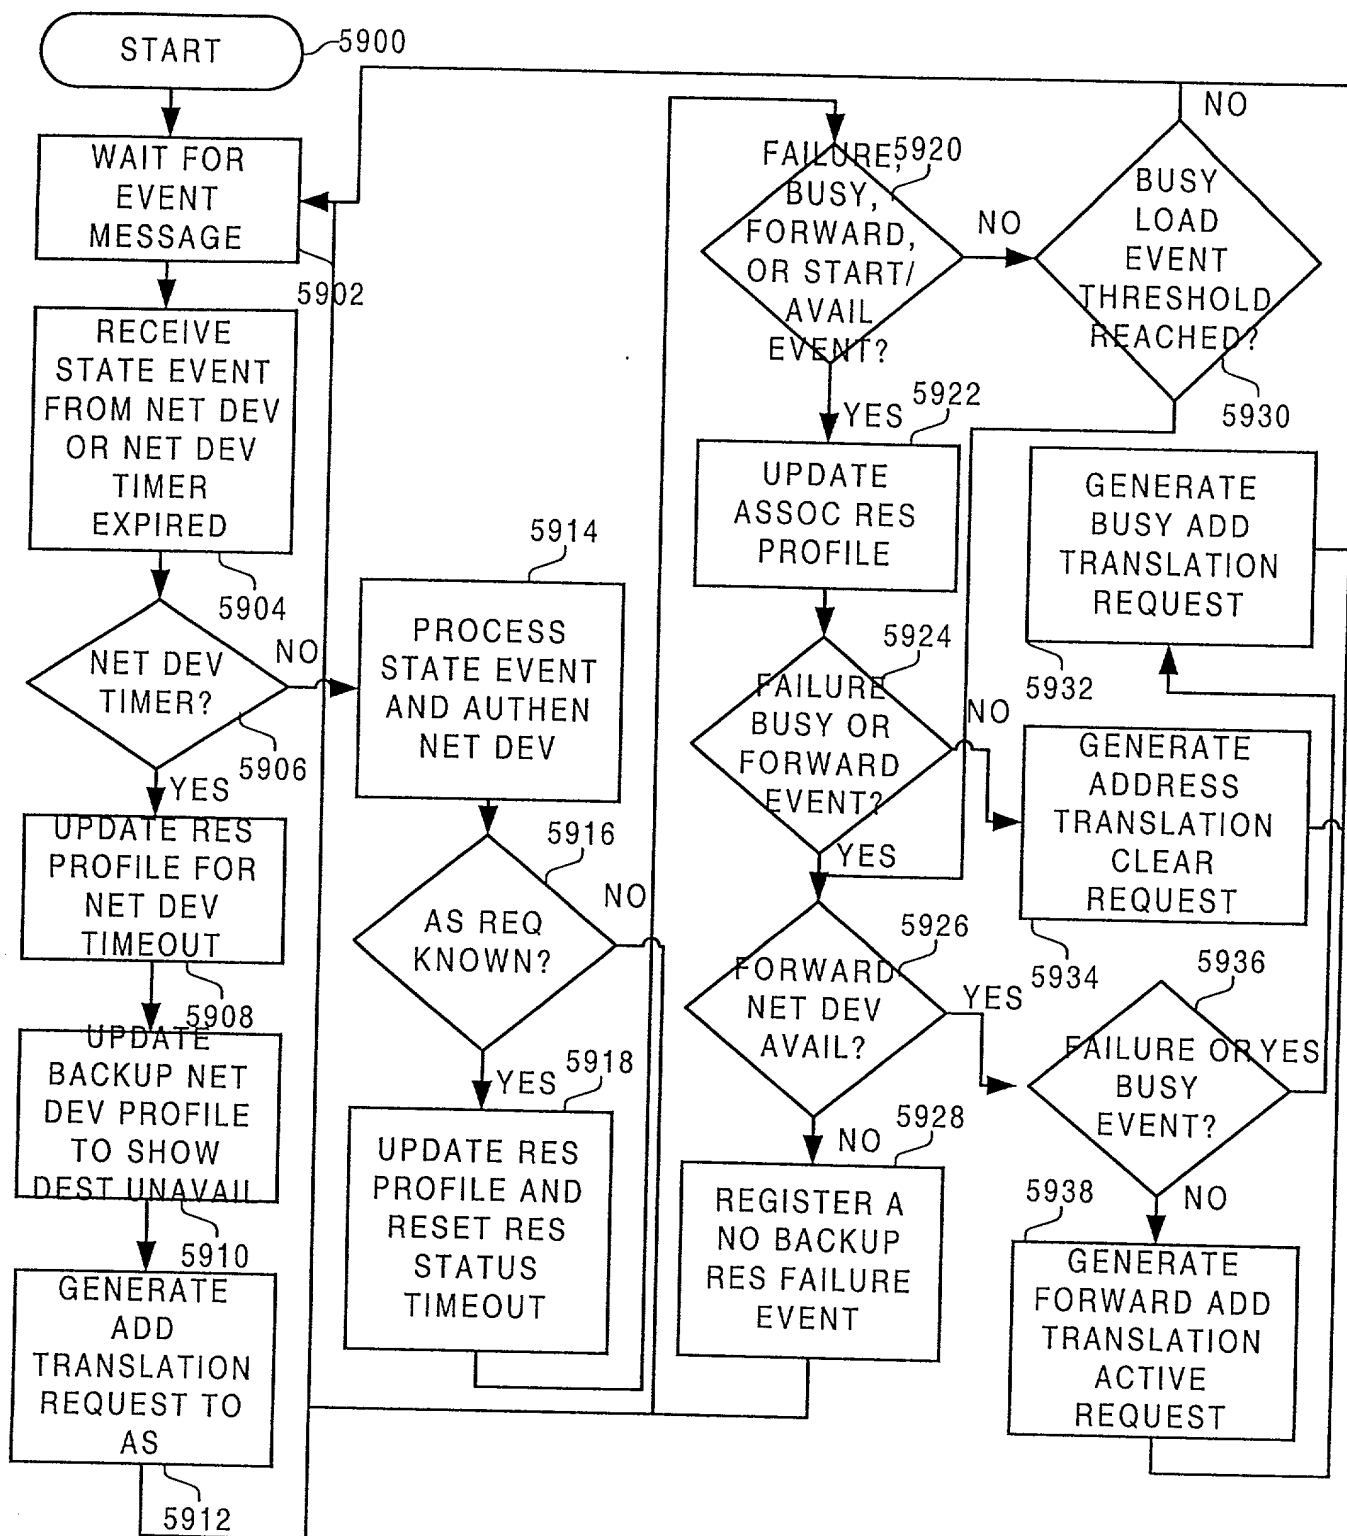 START
5900
WAIT FOR
EVENT
MESSAGE
5902
RECEIVE
STATE EVENT
FROM NET DEV
OR NET DEV
TIMER
EXPIRED
5904
NET DEV
TIMER?
NO
5906
YES
UPDATE RES
PROFILE FOR
NET DEV
TIMEOUT
5908
UPDATE
BACKUP NET
DEV PROFILE
TO SHOW
DEST UNAVAIL
5910
GENERATE
ADD
TRANSLATION
REQUEST TO
AS
5912
5914
PROCESS
STATE EVENT
AND AUTHEN
NET DEV
5916
AS REQ
KNOWN?
NO
YES
5918
UPDATE RES
PROFILE AND
RESET RES
STATUS
TIMEOUT
5920
FAILURE,
BUSY,
FORWARD,
OR START/
AVAIL
EVENT?
NO
YES
5922
UPDATE
ASSOC RES
PROFILE
5924
FAILURE
BUSY OR
FORWARD
EVENT?
NO
YES
5926
FORWARD
NET DEV
AVAIL?
YES
NO
5928
REGISTER A
NO BACKUP
RES FAILURE
EVENT
NO
BUSY
LOAD
EVENT
THRESHOLD
REACHED?
5930
GENERATE
BUSY ADD
TRANSLATION
REQUEST
5932
GENERATE
ADDRESS
TRANSLATION
CLEAR
REQUEST
5934
5936
FAILURE OR
BUSY
EVENT?
YES
NO
5938
GENERATE
FORWARD ADD
TRANSLATION
ACTIVE
REQUEST